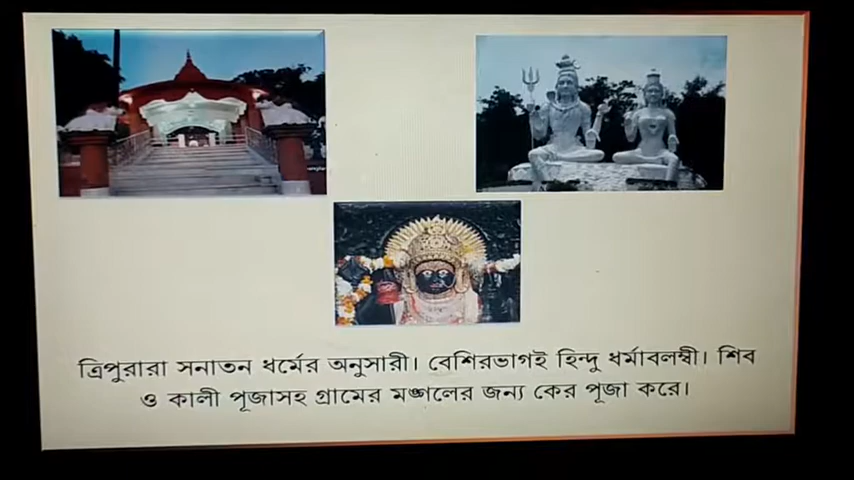 ত্রিপুরারা সনাতন ধর্মের অনুসারী। বেশিরভাগই হিন্দু ধর্মাবলম্বী। শিব
ও কালী পূজাসহ গ্রামের মঙ্গলের জন্য কের পূজা করে।